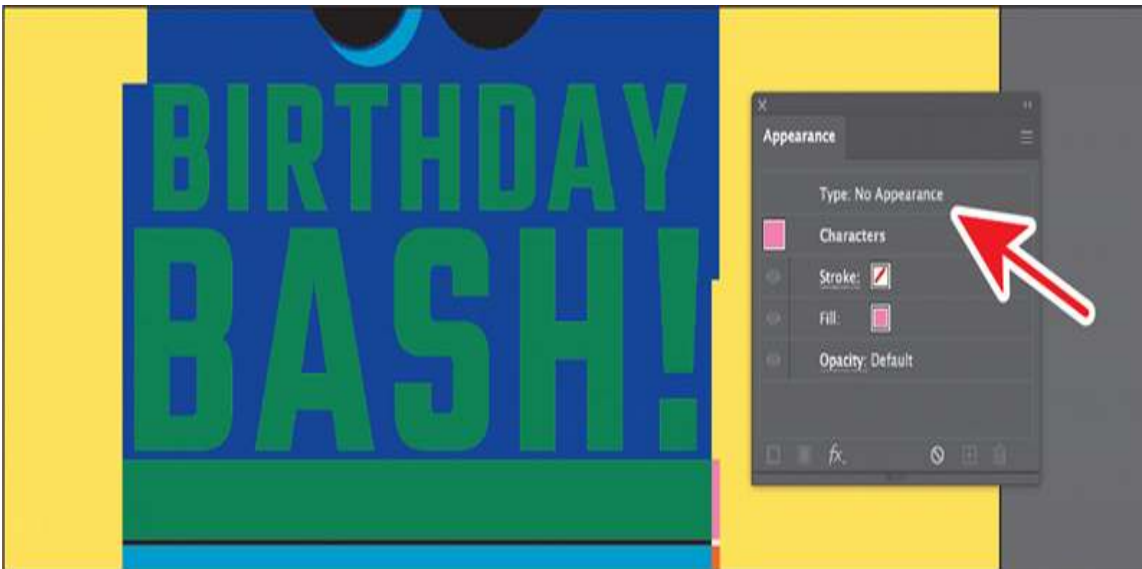 BIRTHDAY
BASH!
Appearance
Type: No Appearance
Characters
Stroke:
Fill:
Opacity: Default
fx.